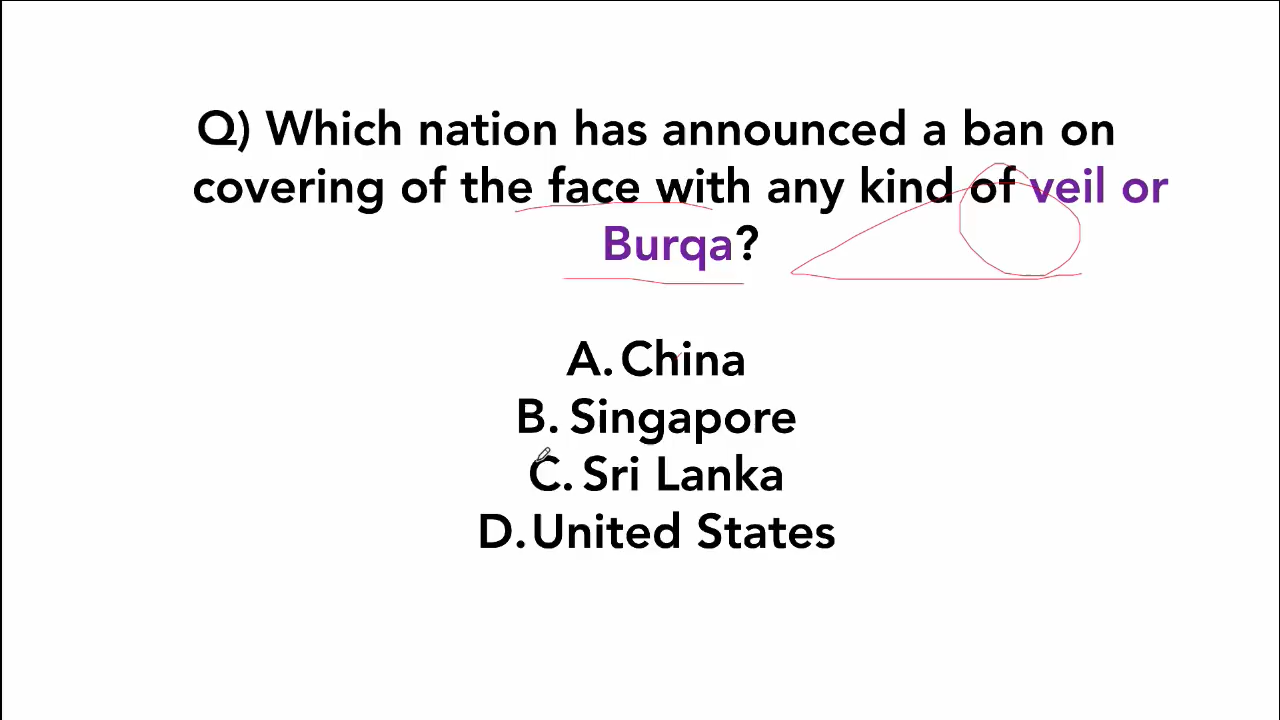 Q) Which nation has announced a ban on
covering of the face with any kind of veil or
Burqa?
A. China
B. Singapore
C. Sri Lanka
D. United States